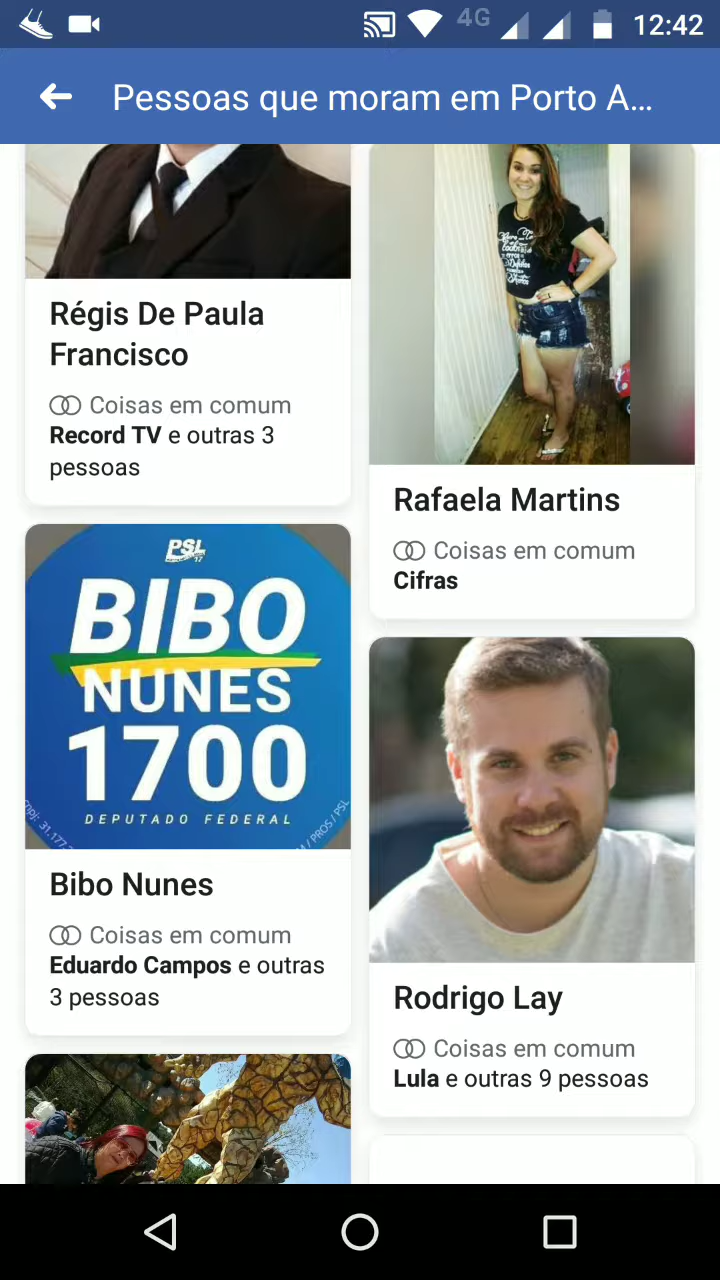 4G 12:42
Pessoas que moram em Porto A...
Régis De Paula
Francisco
Coisas em comum
Record TV e outras 3
pessoas
PSL
17
BIBO
NUNES
1700
DEPUTADO FEDERAL
Bibo Nunes
Coisas em comum
Eduardo Campos e outras
3 pessoas
Rafaela Martins
Coisas em comum
Cifras
Rodrigo Lay
Coisas em comum
Lula e outras 9 pessoas